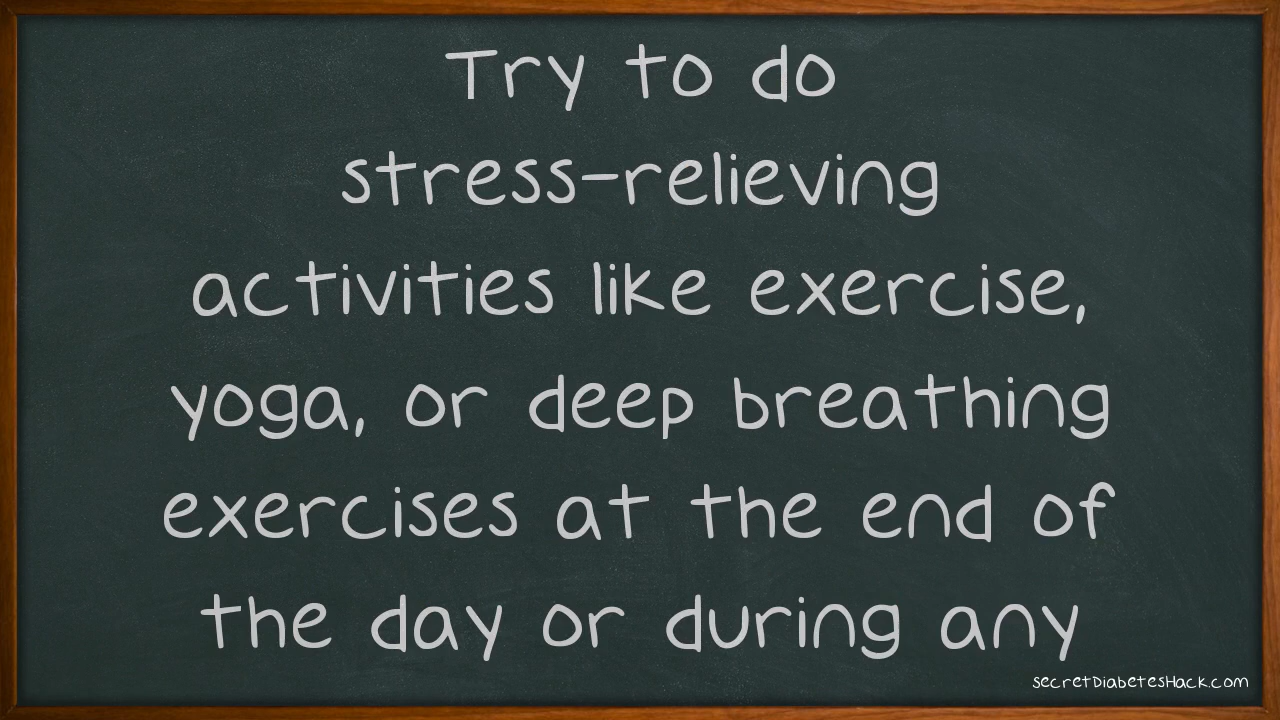 Try to do
stress-relieving
activities like exercise,
yoga, or deep breathing
exercises at the end of
the day or during any
secretDiabetesHack.com